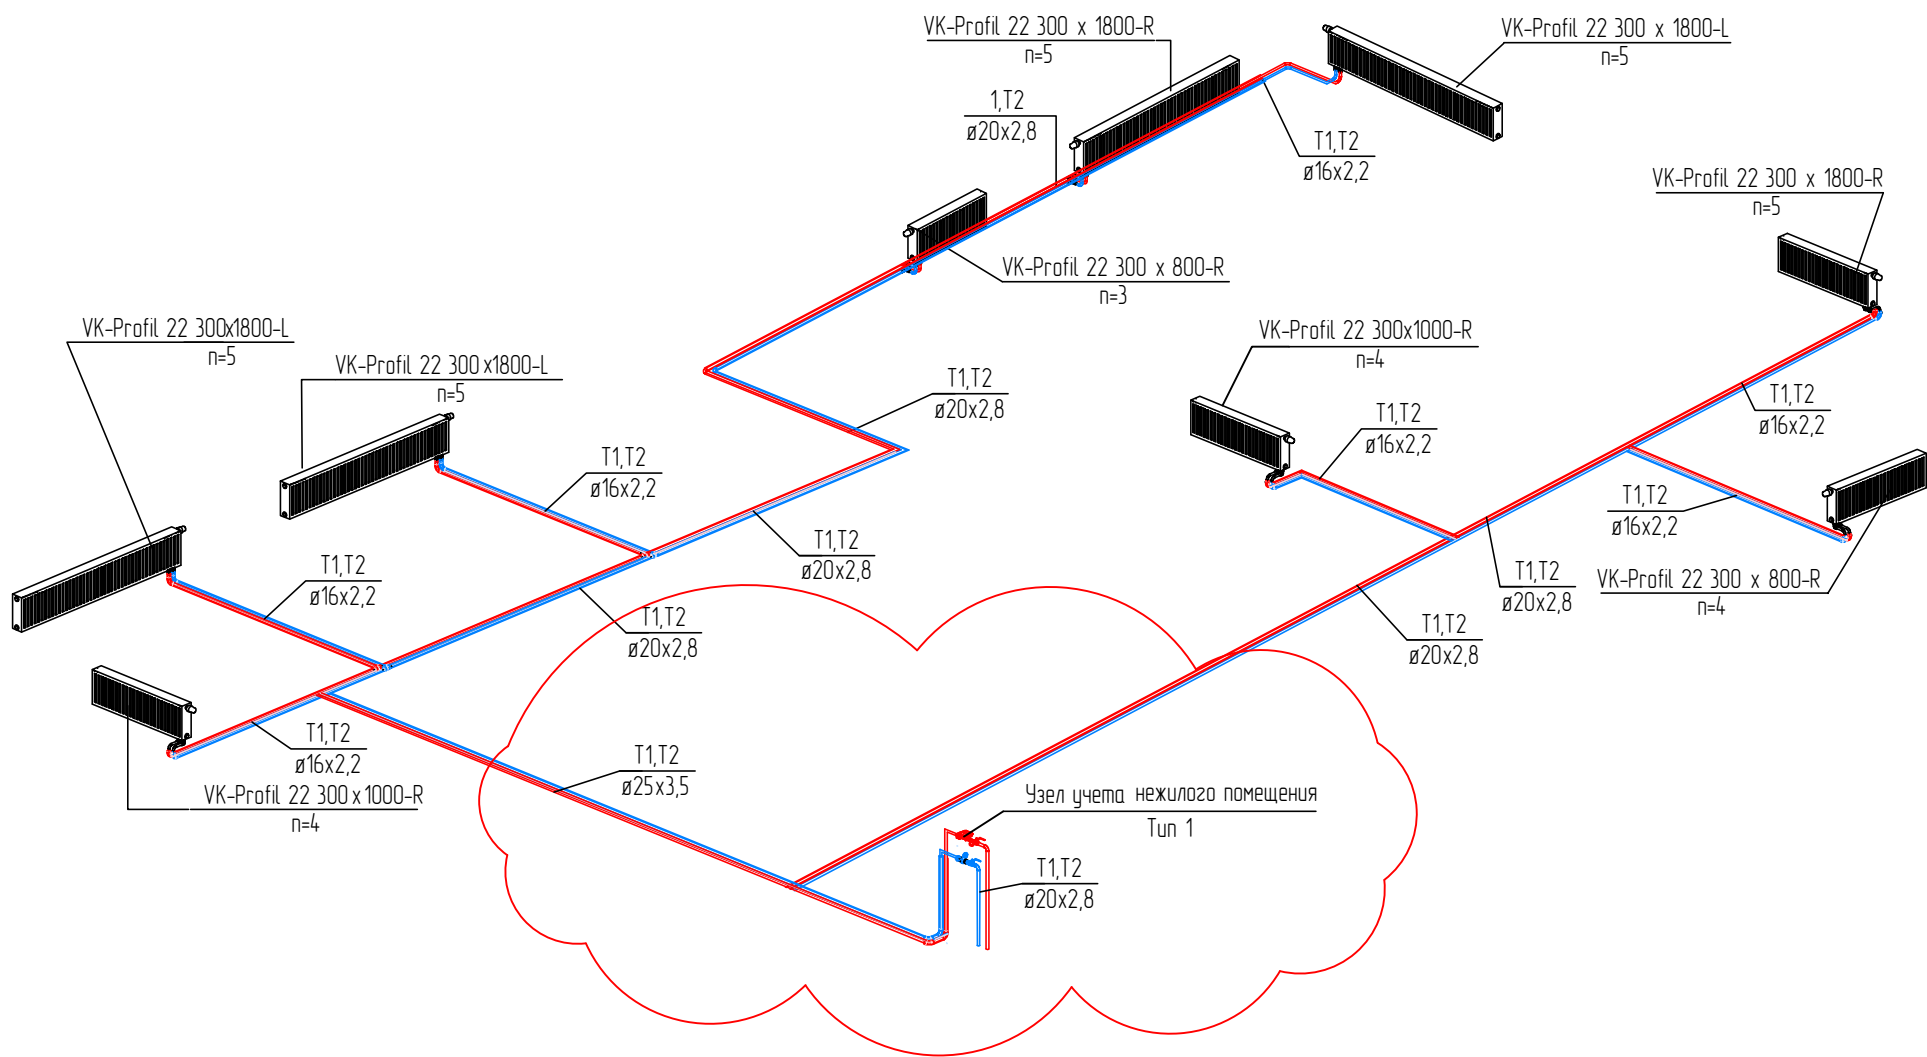 VK-Profil 22 300 x 1800-R
n=5
VK-Profil 22 300 x 1800-L
n=5
1,T2
ø20x2,8
T1,T2
ø16x2,2
VK-Profil 22 300 x 1800-R
n=5
VK-Profil 22 300 x 800-R
n=3
VK-Profil 22 300x1800-L
n=5
VK-Profil 22 300x1800-L
n=5
VK-Profil 22 300x1000-R
n=4
T1,T2
ø20x2,8
T1,T2
ø16x2,2
T1,T2
ø16x2,2
T1,T2
ø16x2,2
T1,T2
ø16x2,2
T1,T2
ø20x2,8
T1,T2
ø16x2,2
T1,T2
ø20x2,8
VK-Profil 22 300 x 800-R
n=4
T1,T2
ø20x2,8
T1,T2
ø20x2,8
T1,T2
ø16x2,2
VK-Profil 22 300x1000-R
n=4
T1,T2
ø25x3,5
Узел учета нежилого помещения
Тип 1
T1,T2
ø20x2,8